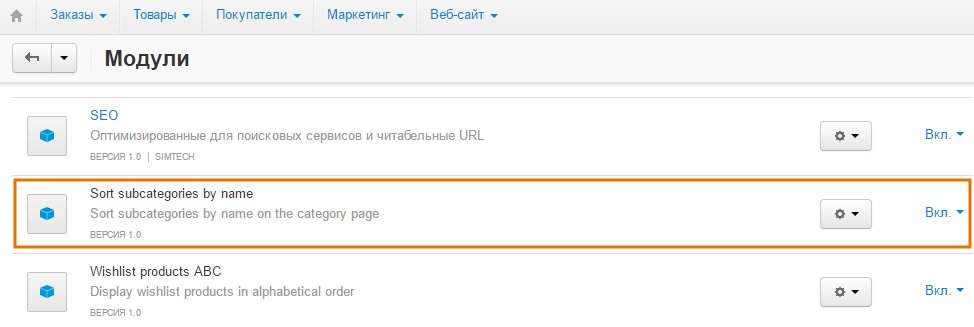 Заказы Товары Покупатели Маркетинг Веб-сайт
Модули
SEO
Оптимизированные для поисковых сервисов и читабельные URL
ВЕРСИЯ 1.0 | SIMTECH
Вкл.
Sort subcategories by name
Sort subcategories by name on the category page
ВЕРСИЯ 1.0
Вкл.
Wishlist products ABC
Display wishlist products in alphabetical order
ВЕРСИЯ 1.0
Вкл.